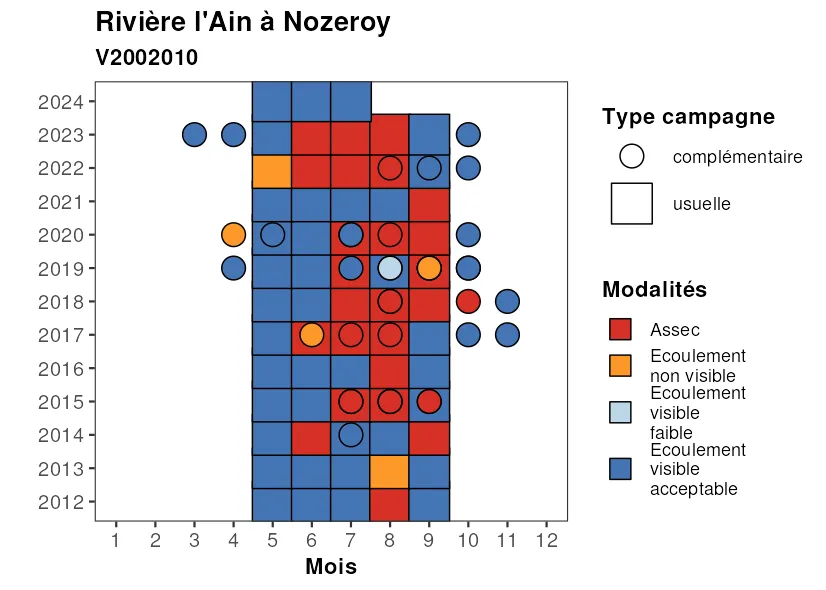 Rivière l'Ain à Nozeroy
V2002010
2024
2023
2022
2021
2020
2019
2018
2017
2016
2015
2014
2013
2012
1 2 3 4 5 6 7 8 9 10 11 12
Mois
Type campagne
complémentaire
usuelle
Modalités
Assec
Ecoulement
non visible
Ecoulement
visible
faible
Ecoulement
visible
acceptable